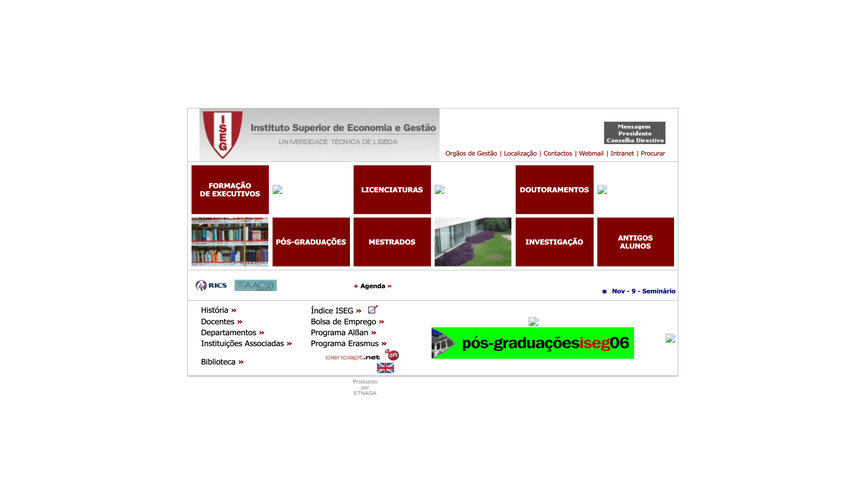 ISEG
Instituto Superior de Economia e Gestão
UNIVERSIDADE TÉCNICA DE LISBOA
Mensagem
Presidente
Conselho Directivo
Orgãos de Gestão | Localização | Contactos | Webmail | Intranet | Procurar
FORMAÇÃO
DE EXECUTIVOS
LICENCIATURAS
DOUTORAMENTOS
PÓS-GRADUAÇÕES
MESTRADOS
INVESTIGAÇÃO
ANTIGOS
ALUNOS
RICS
AACSB
Agenda »
Nov - 9 - Seminário
História »
Docentes »
Departamentos »
Instituições Associadas »
Biblioteca »
Índice ISEG »
Bolsa de Emprego »
Programa Alßan »
Programa Erasmus »
cienciapt.net
pós-graduaçõesiseg06
Produzido
por
ETNAGA